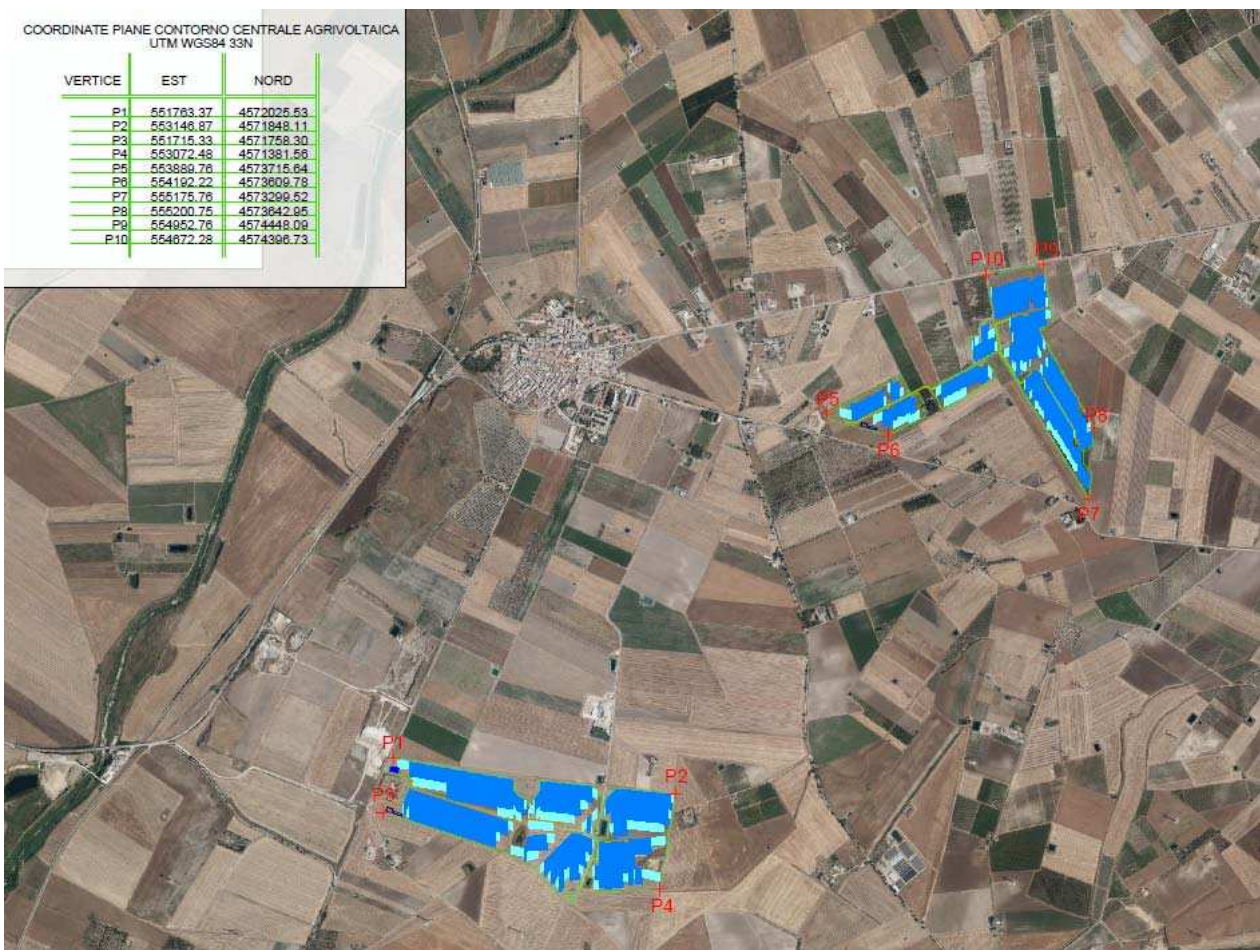 COORDINATE PIANE CONTORNO CENTRALE AGRIVOLTAICA
UTM WGS84 33N
VERTICE EST NORD
P1 551763.37 4572025.53
P2 553146.87 4571848.11
P3 551715.33 4571758.30
P4 553072.48 4571381.56
P5 553889.76 4573715.64
P6 554192.22 4573609.78
P7 555175.76 4573299.52
P8 555200.75 4573642.95
P9 554952.76 4574448.09
P10 554672.28 4574396.73
P10 P9
P5
P8
P6
P7
P1
P2
P3
P4